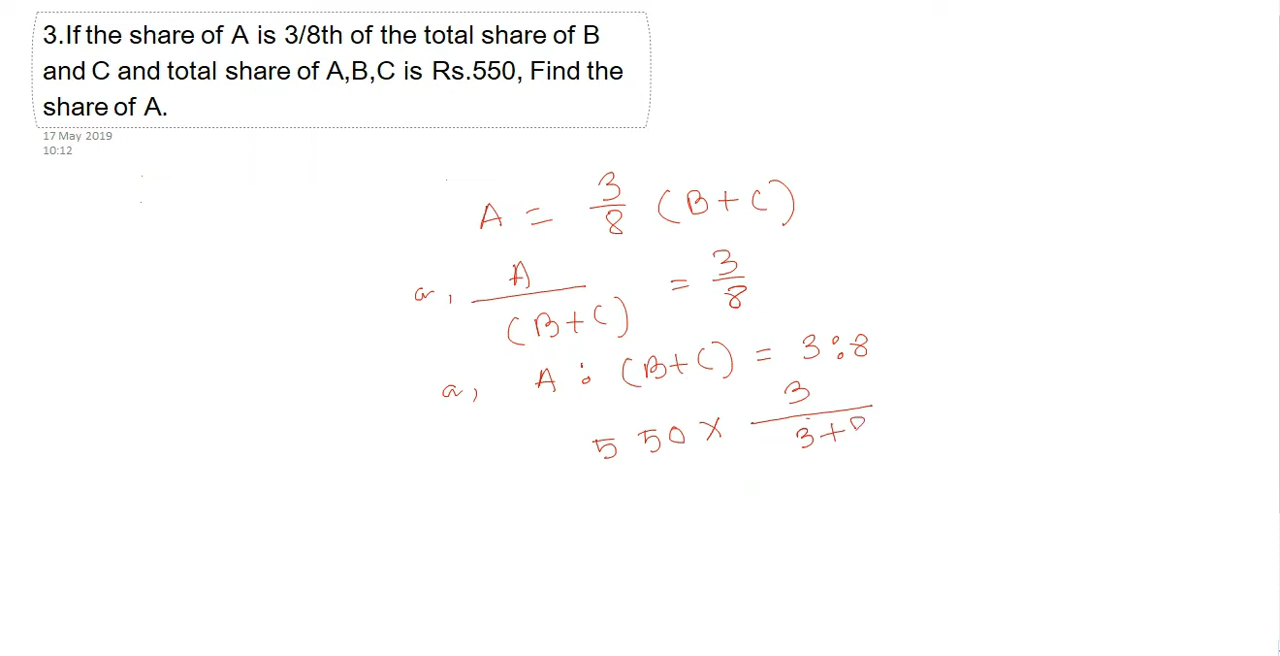 3.If the share of A is 3/8th of the total share of B
and C and total share of A,B,C is Rs.550, Find the
share of A.
17 May 2019
10:12
A = 3/8 (B+C)
or, A/(B+C) = 3/8
or, A : (B+C) = 3:8
550 × 3/(3+